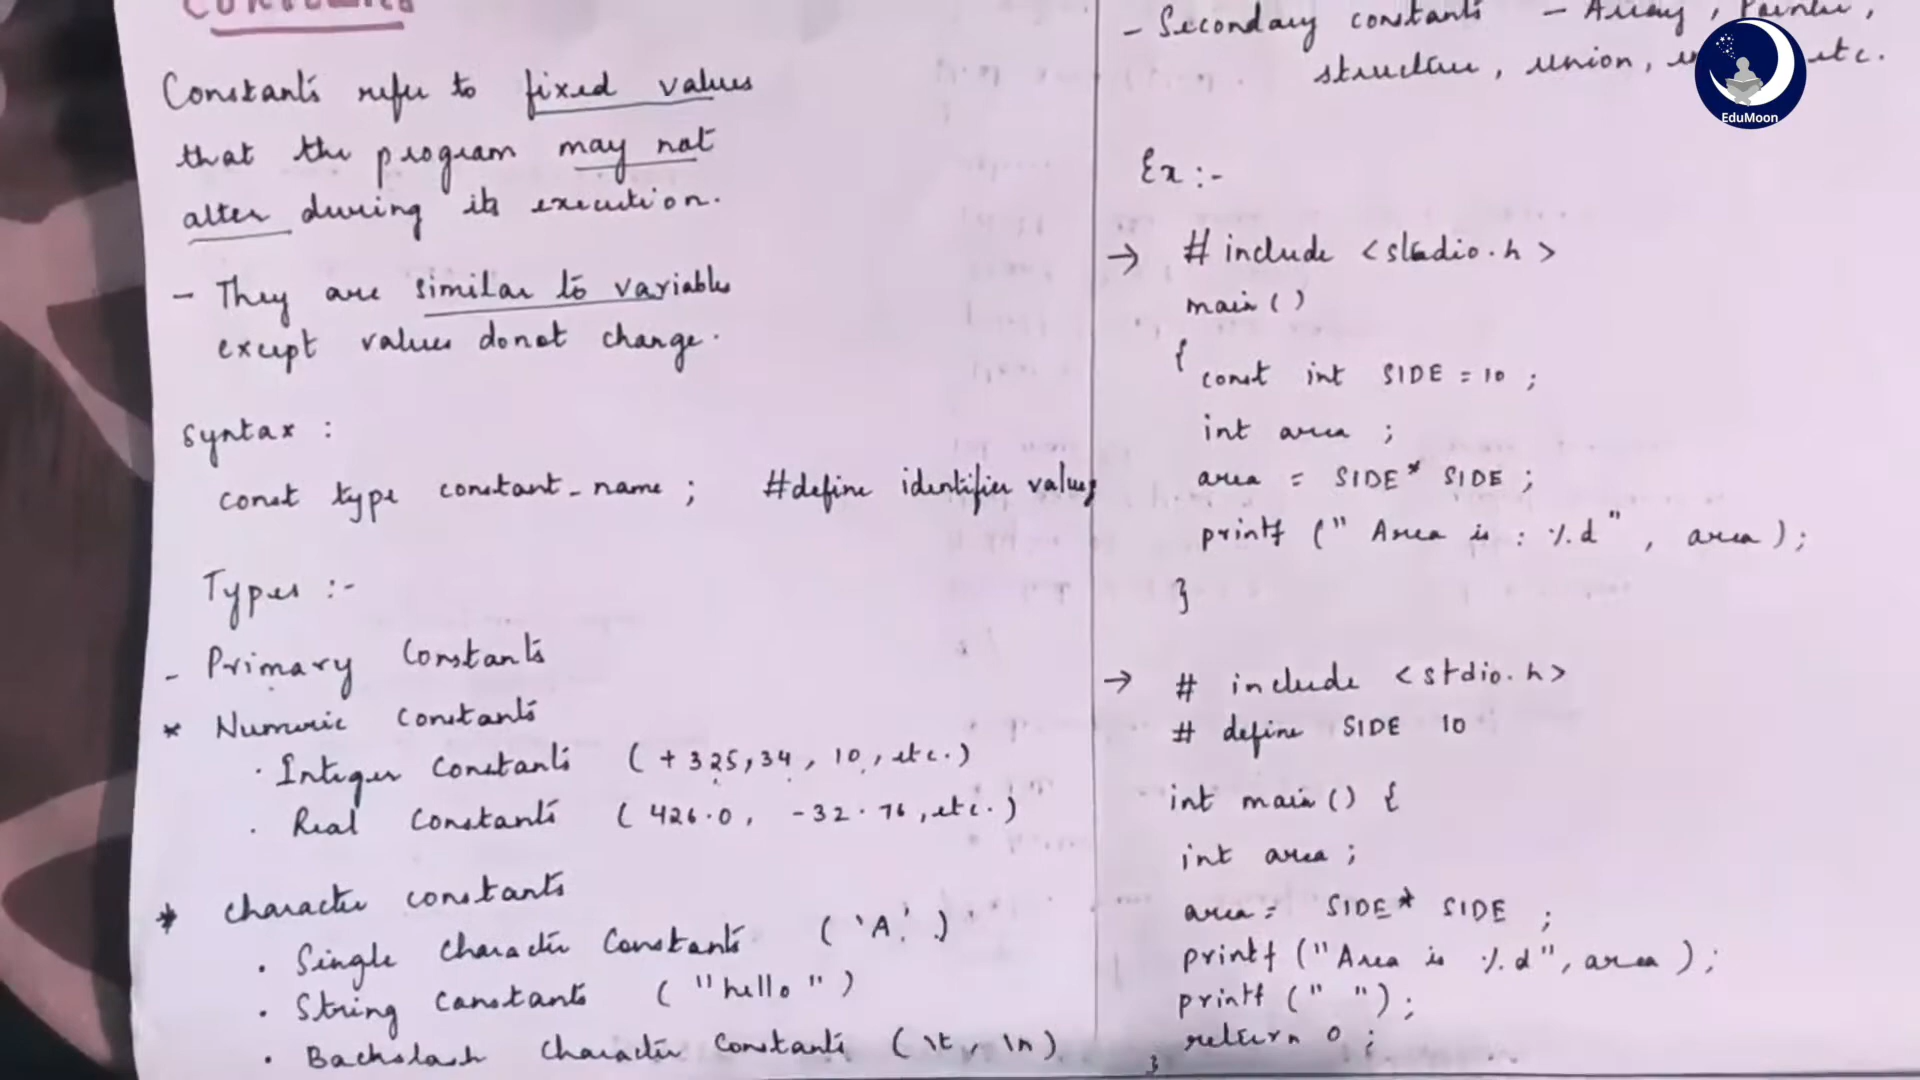 Constants
Constants refer to fixed values
that the program may not
alter during its execution.
- They are similar to variables
except values donot change.
Syntax :
const type constant_name ; #define identifier value;
Types :-
- Primary Constants
* Numeric constants
· Integer constants (+325, 34, 10, etc.)
· Real constants (426.0, -32.76, etc.)
* Character constants
· Single Character Constants ('A')
· String constants ("hello")
· Backslash Character Constants (\t, \n)
- Secondary constants - Array, Pointer,
structure, union, etc.
EduMoon
Ex :-
→ # include <stdio.h>
main ()
{
const int SIDE = 10 ;
int area ;
area = SIDE * SIDE ;
printf (" Area is : %d" , area ) ;
}
→ # include <stdio.h>
# define SIDE 10
int main () {
int area ;
area = SIDE * SIDE ;
printf ("Area is %d", area ) ;
printf (" ") ;
return 0 ;
}